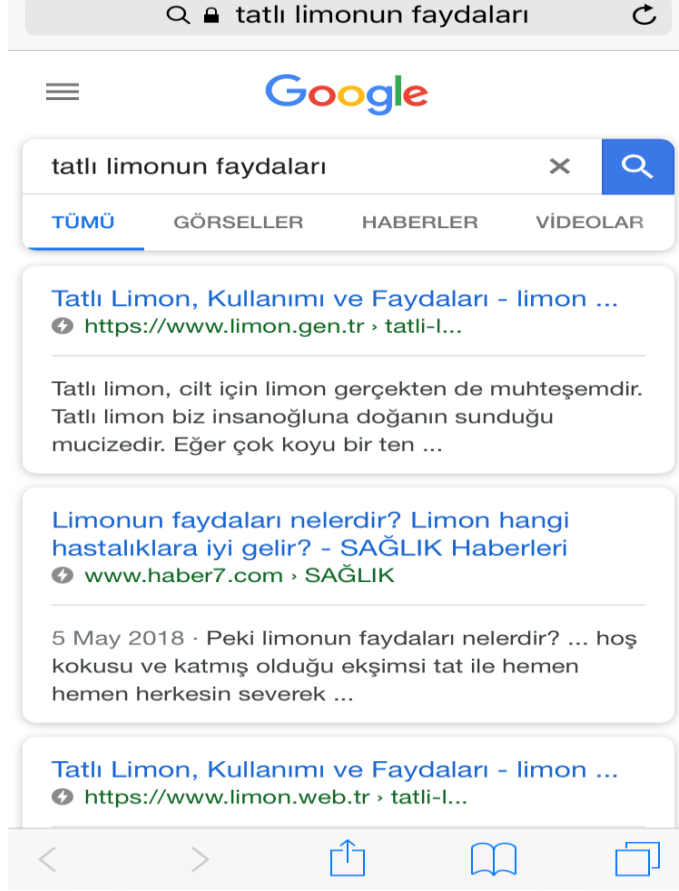 tatlı limonun faydaları
Google
tatlı limonun faydaları
TÜMÜ GÖRSELLER HABERLER VİDEOLAR
Tatlı Limon, Kullanımı ve Faydaları - limon ...
https://www.limon.gen.tr › tatli-l...
Tatlı limon, cilt için limon gerçekten de muhteşemdir.
Tatlı limon biz insanoğluna doğanın sunduğu
mucizedir. Eğer çok koyu bir ten ...
Limonun faydaları nelerdir? Limon hangi
hastalıklara iyi gelir? - SAĞLIK Haberleri
www.haber7.com › SAĞLIK
5 May 2018 · Peki limonun faydaları nelerdir? ... hoş
kokusu ve katmış olduğu ekşimsi tat ile hemen
hemen herkesin severek ...
Tatlı Limon, Kullanımı ve Faydaları - limon ...
https://www.limon.web.tr › tatli-l...